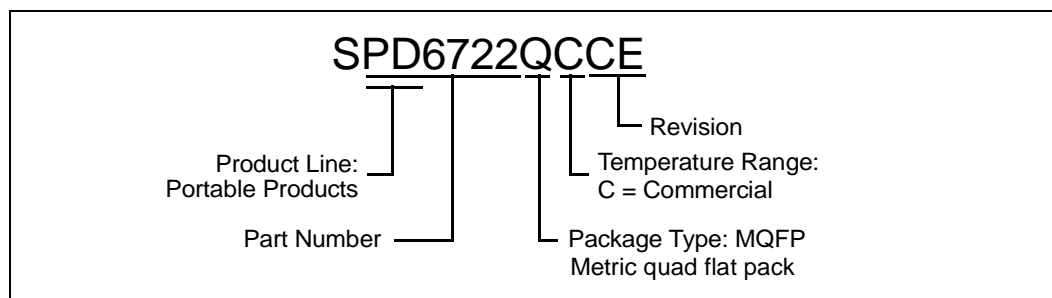 SPD6722QCCE
Revision
Product Line:
Portable Products
Temperature Range:
C = Commercial
Part Number
Package Type: MQFP
Metric quad flat pack